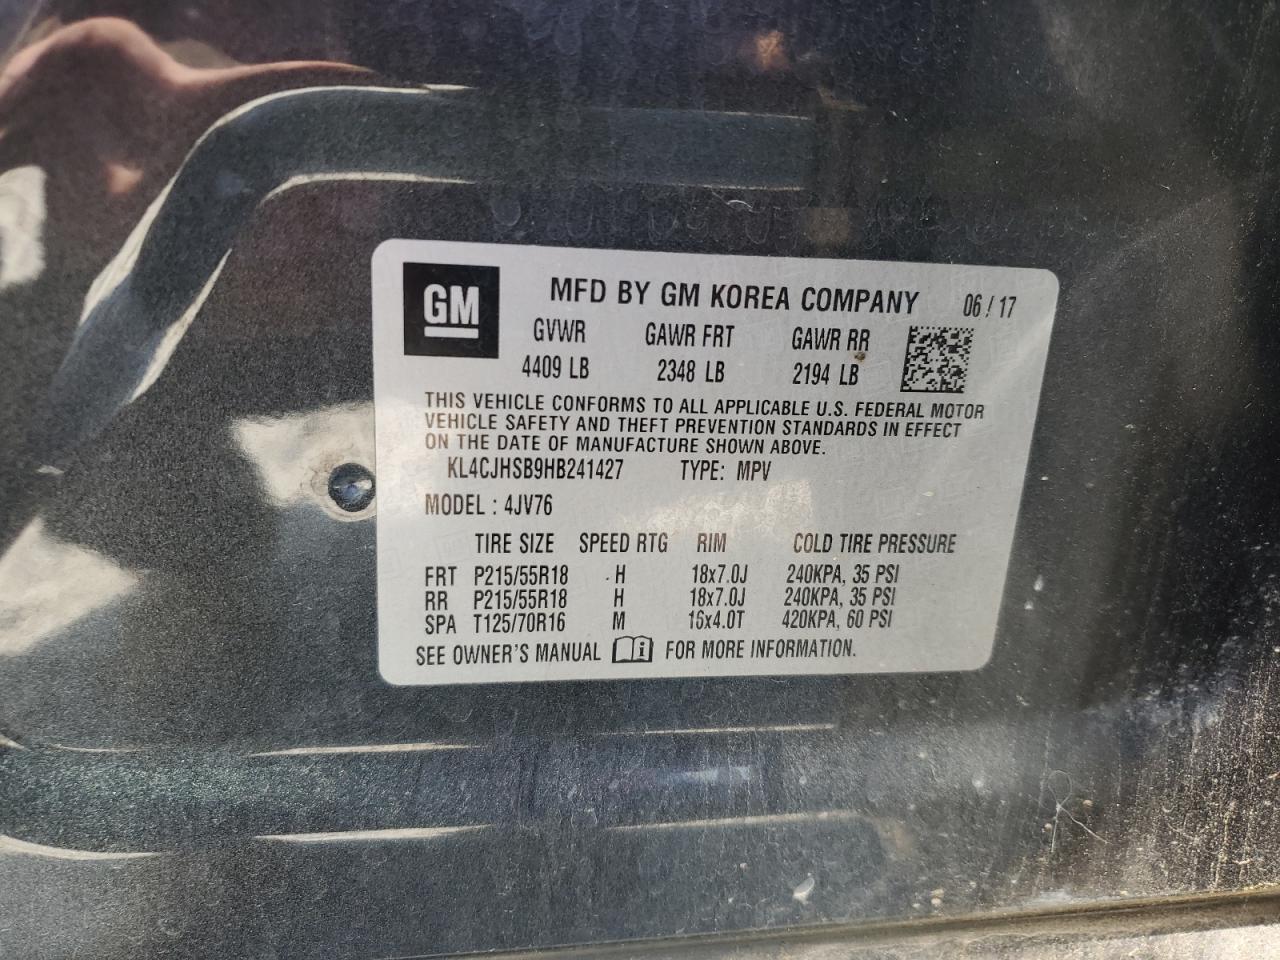 GM
MFD BY GM KOREA COMPANY 06 / 17
GVWR GAWR FRT GAWR RR
4409 LB 2348 LB 2194 LB
THIS VEHICLE CONFORMS TO ALL APPLICABLE U.S. FEDERAL MOTOR
VEHICLE SAFETY AND THEFT PREVENTION STANDARDS IN EFFECT
ON THE DATE OF MANUFACTURE SHOWN ABOVE.
KL4CJHSB9HB241427 TYPE: MPV
MODEL : 4JV76
TIRE SIZE SPEED RTG RIM COLD TIRE PRESSURE
FRT P215/55R18 H 18x7.0J 240KPA, 35 PSI
RR P215/55R18 H 18x7.0J 240KPA, 35 PSI
SPA T125/70R16 M 16x4.0T 420KPA, 60 PSI
SEE OWNER'S MANUAL FOR MORE INFORMATION.